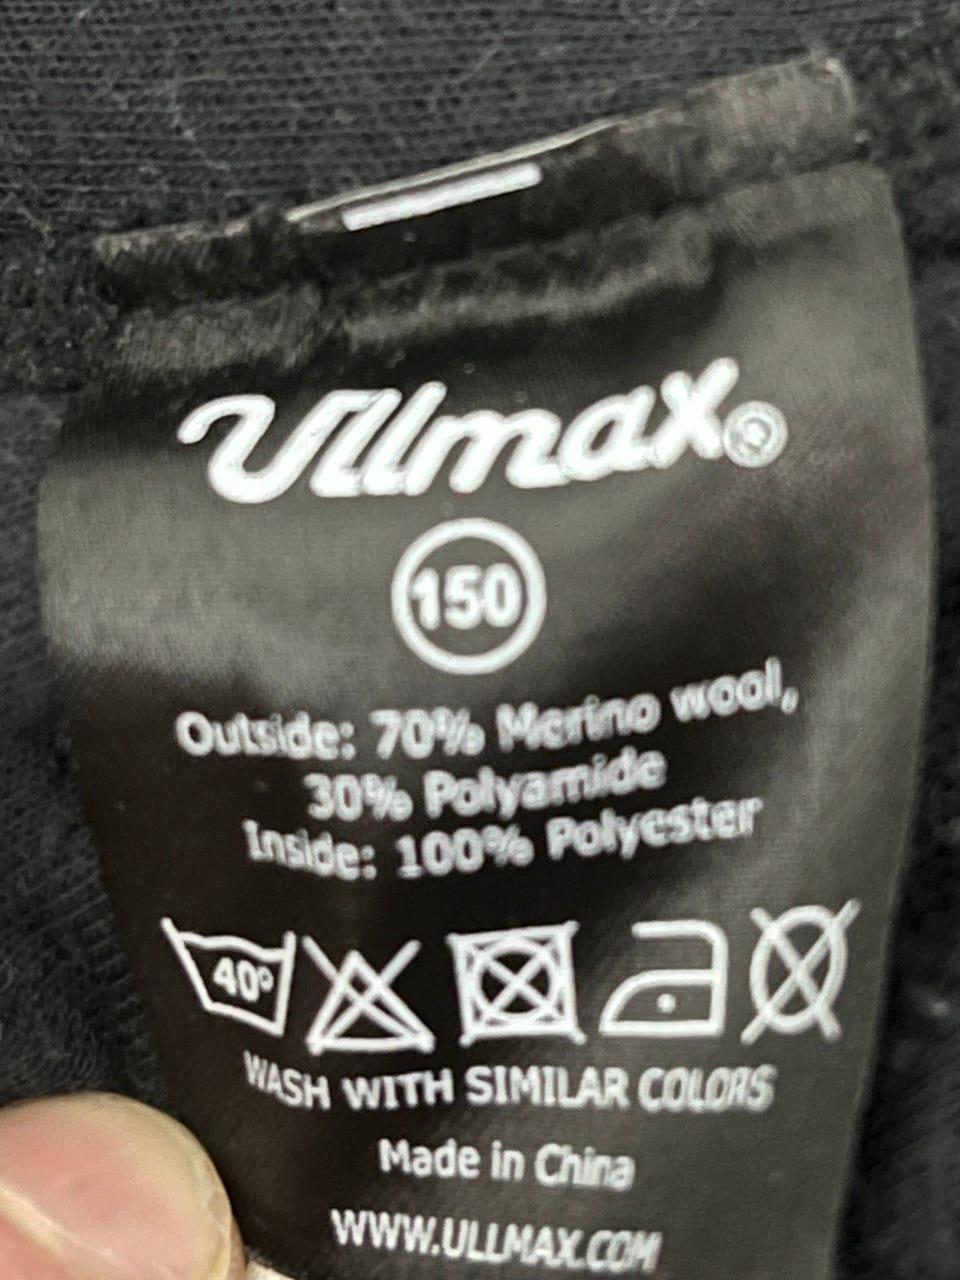 Ullmax®
150
Outside: 70% Merino wool,
30% Polyamide
Inside: 100% Polyester
40°
WASH WITH SIMILAR COLORS
Made in China
WWW.ULLMAX.COM